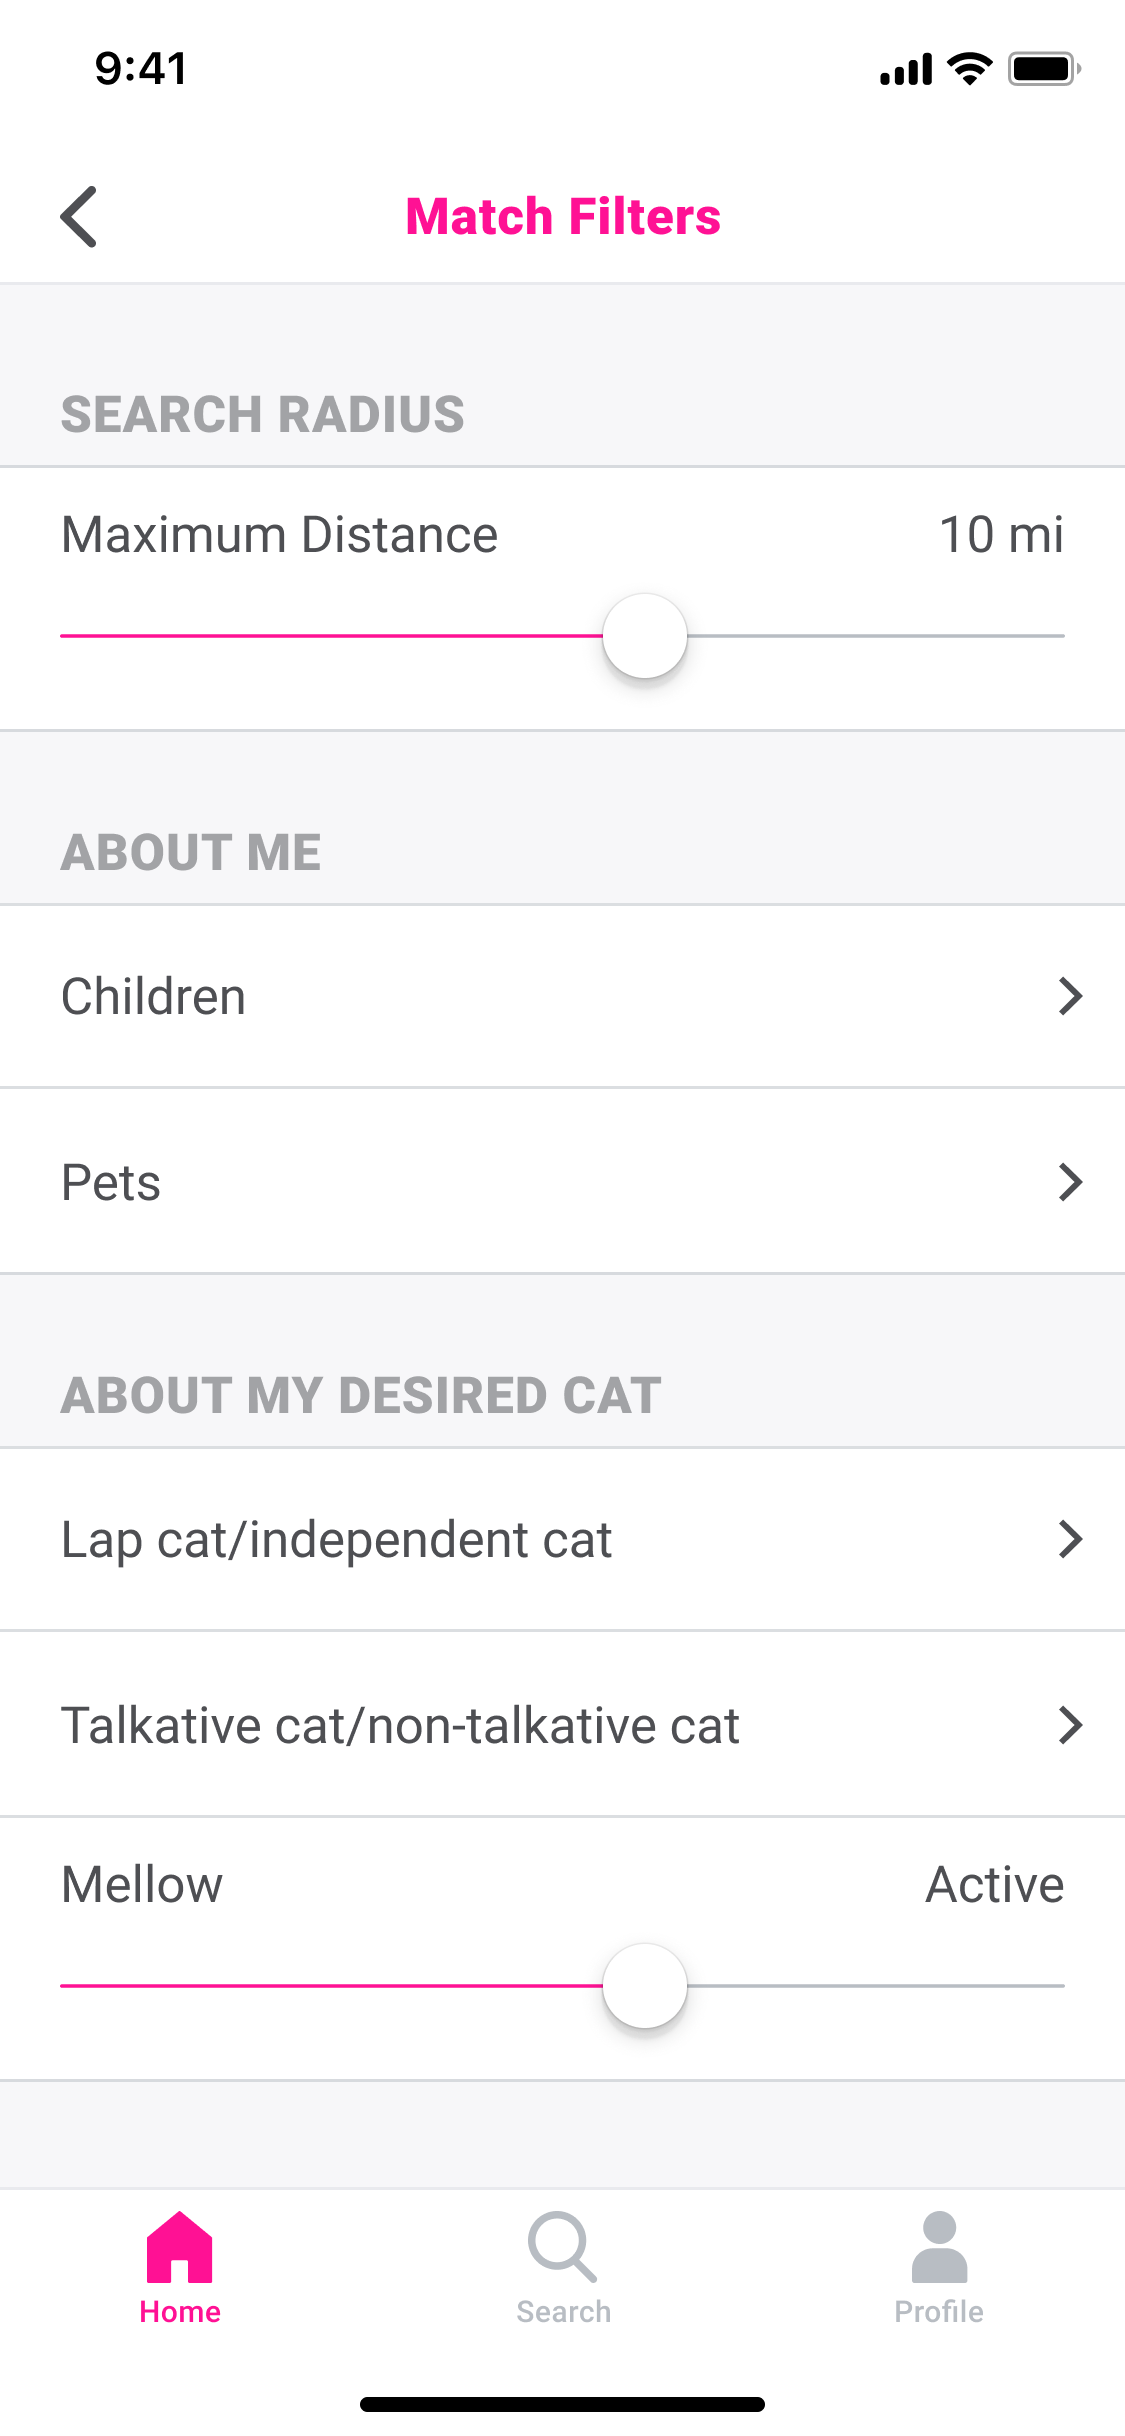 9:41
Match Filters
SEARCH RADIUS
Maximum Distance 10 mi
ABOUT ME
Children
Pets
ABOUT MY DESIRED CAT
Lap cat/independent cat
Talkative cat/non-talkative cat
Mellow Active
Home Search Profile